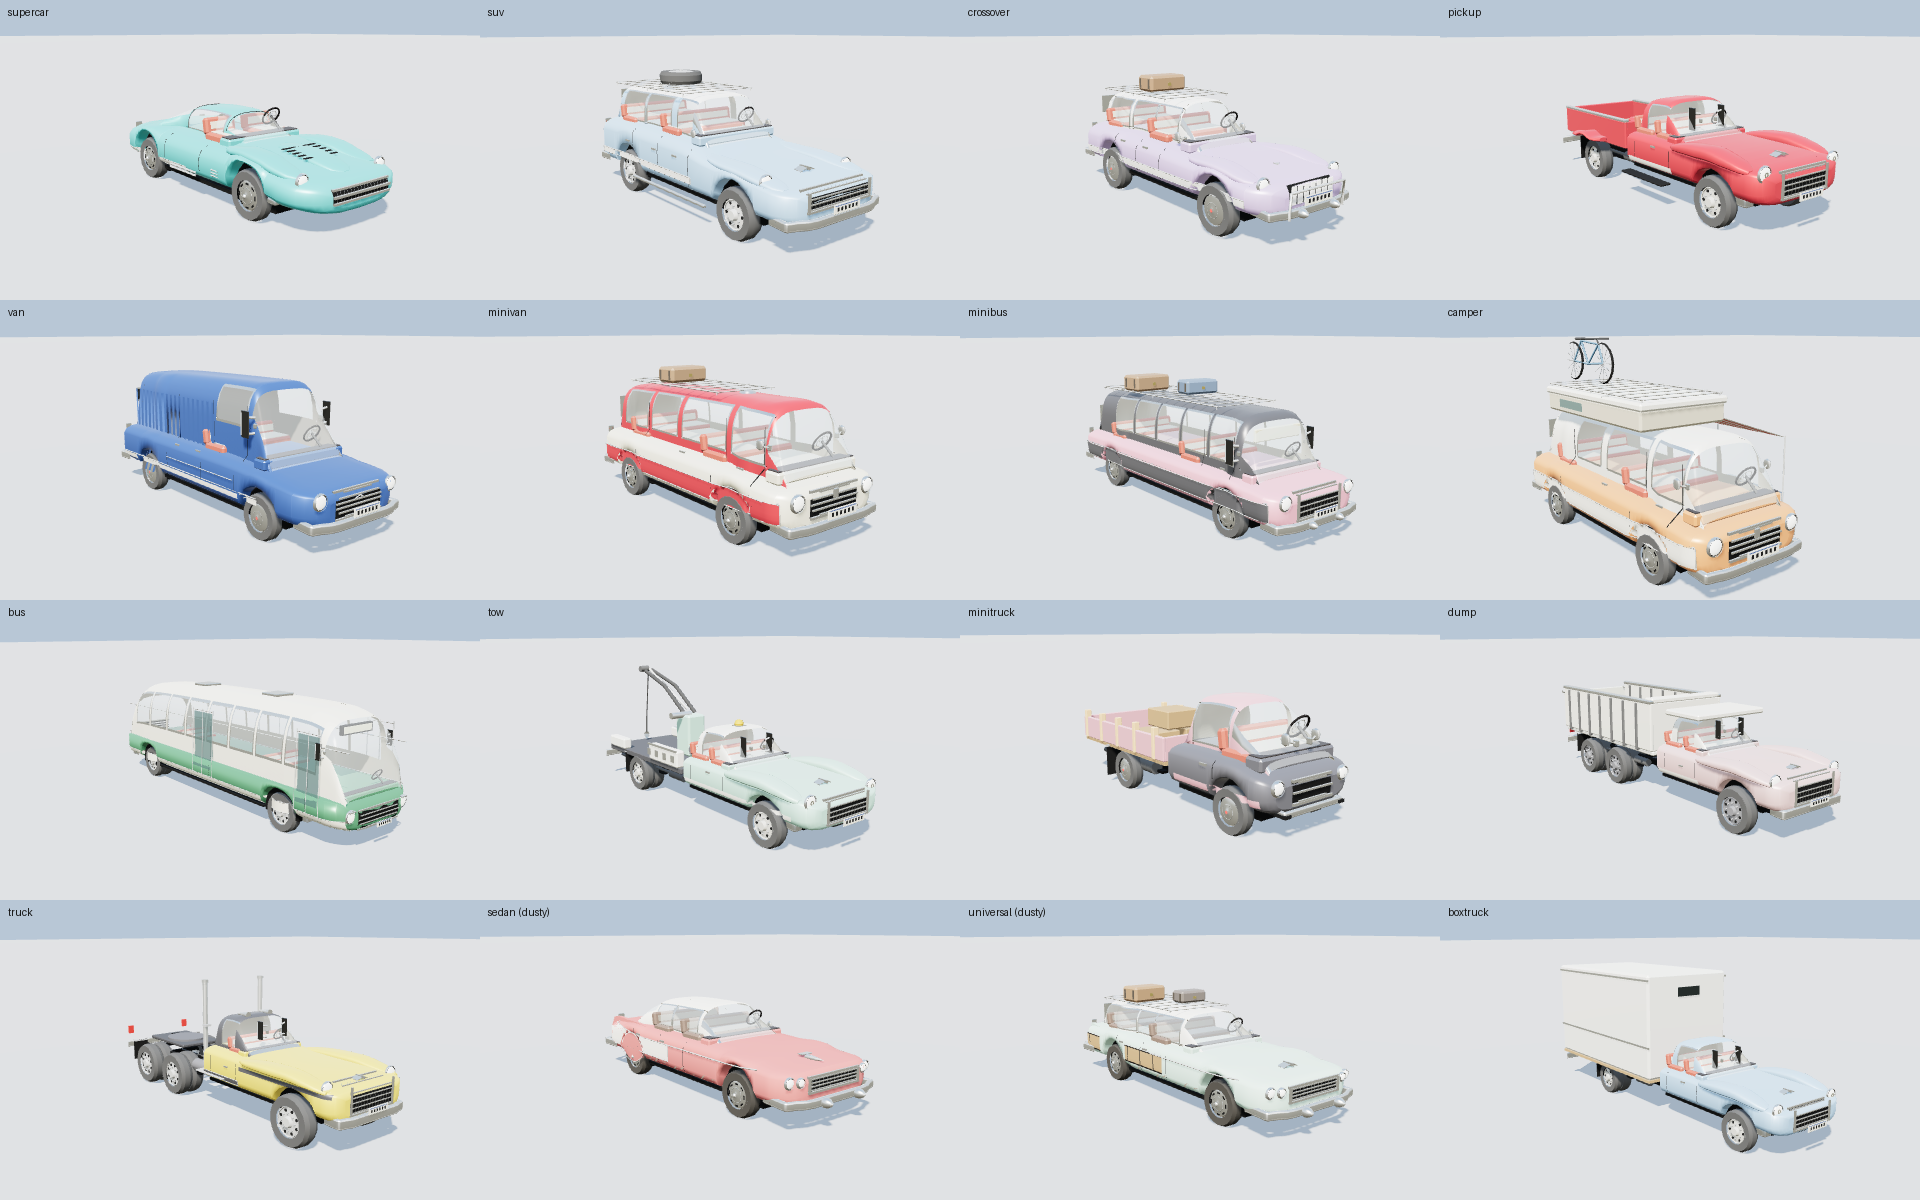 supercar
suv
crossover
pickup
van
minivan
minibus
camper
bus
tow
minitruck
dump
truck
sedan (dusty)
universal (dusty)
boxtruck